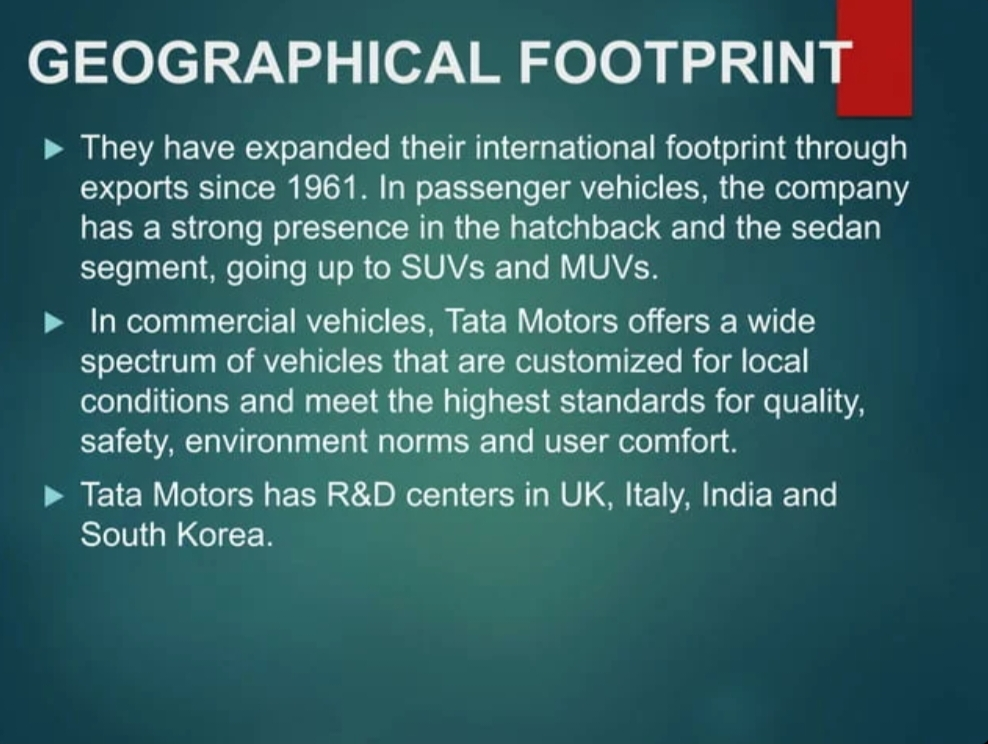 GEOGRAPHICAL FOOTPRINT
They have expanded their international footprint through
exports since 1961. In passenger vehicles, the company
has a strong presence in the hatchback and the sedan
segment, going up to SUVs and MUVs.
In commercial vehicles, Tata Motors offers a wide
spectrum of vehicles that are customized for local
conditions and meet the highest standards for quality,
safety, environment norms and user comfort.
Tata Motors has R&D centers in UK, Italy, India and
South Korea.